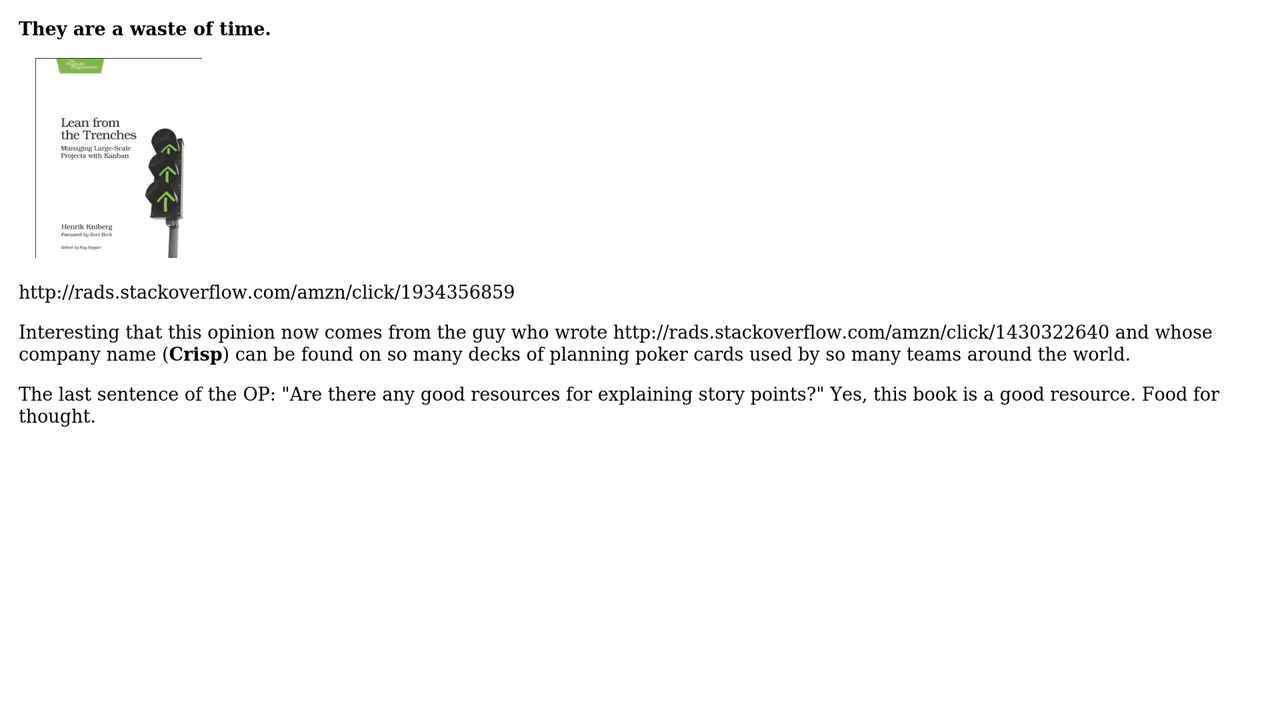 They are a waste of time.
Lean from
the Trenches
Managing Large-Scale
Projects with Kanban
Henrik Kniberg
Foreword by Kent Beck
http://rads.stackoverflow.com/amzn/click/1934356859
Interesting that this opinion now comes from the guy who wrote http://rads.stackoverflow.com/amzn/click/1430322640 and whose
company name (Crisp) can be found on so many decks of planning poker cards used by so many teams around the world.
The last sentence of the OP: "Are there any good resources for explaining story points?" Yes, this book is a good resource. Food for
thought.